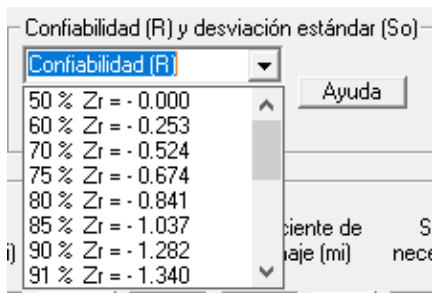 Confiabilidad (R) y desviación estándar (So)
Confiabilidad (R)
Ayuda
50 % Zr = - 0.000
60 % Zr = - 0.253
70 % Zr = - 0.524
75 % Zr = - 0.674
80 % Zr = - 0.841
85 % Zr = - 1.037
90 % Zr = - 1.282
91 % Zr = - 1.340
i)
ciente de
aje (mi)
S
nece